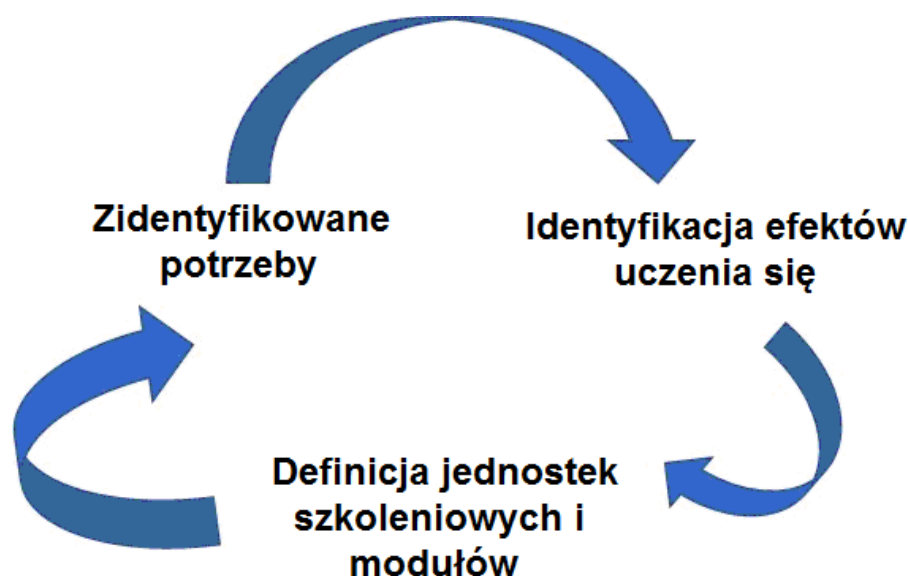 Zidentyfikowane
potrzeby
Identyfikacja efektów
uczenia się
Definicja jednostek
szkoleniowych i
modułów